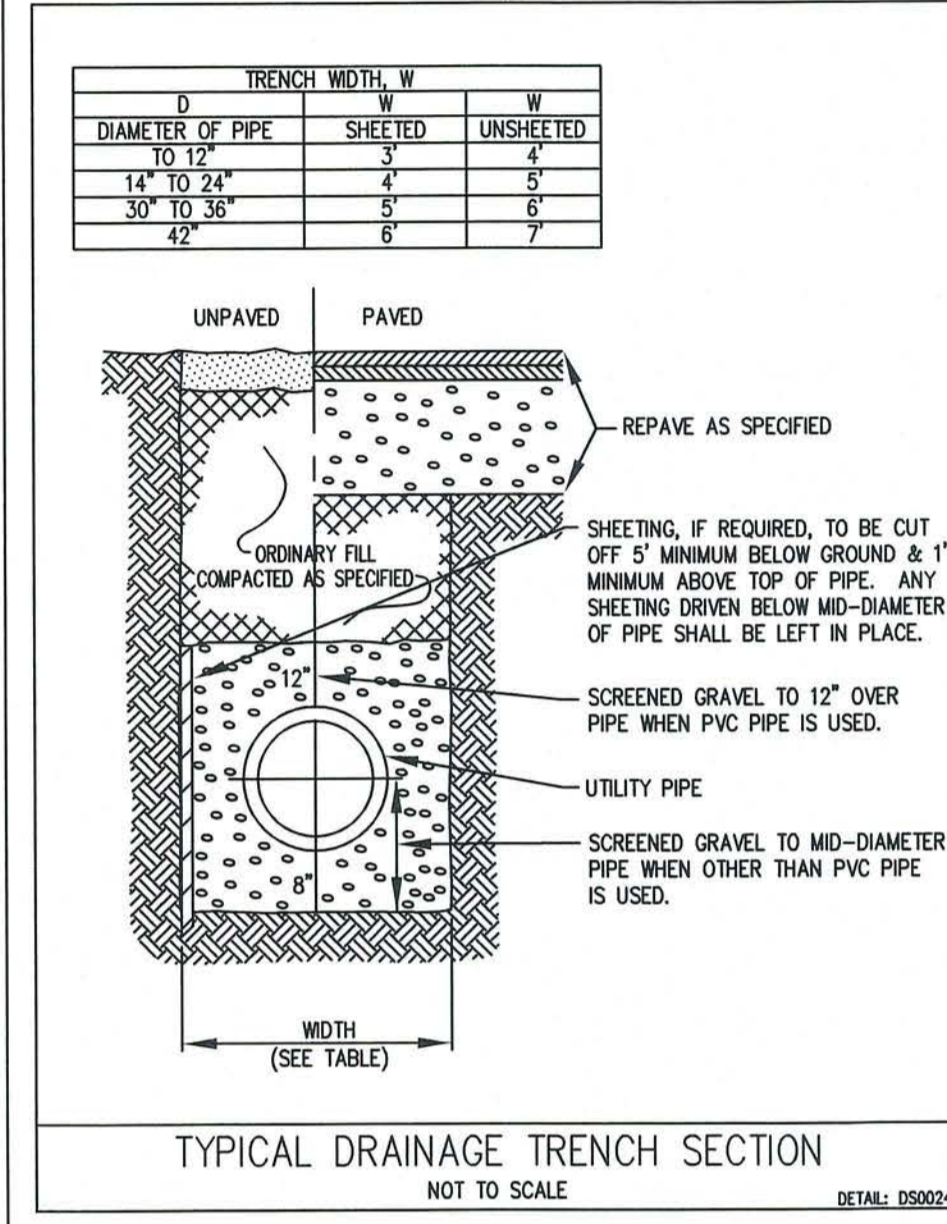 TRENCH WIDTH, W
D W W
DIAMETER OF PIPE SHEETED UNSHEETED
TO 12" 3' 4'
14" TO 24" 4' 5'
30" TO 36" 5' 6'
42" 6' 7'
UNPAVED PAVED
REPAVE AS SPECIFIED
ORDINARY FILL
COMPACTED AS SPECIFIED
SHEETING, IF REQUIRED, TO BE CUT
OFF 5' MINIMUM BELOW GROUND & 1'
MINIMUM ABOVE TOP OF PIPE. ANY
SHEETING DRIVEN BELOW MID-DIAMETER
OF PIPE SHALL BE LEFT IN PLACE.
12"
SCREENED GRAVEL TO 12" OVER
PIPE WHEN PVC PIPE IS USED.
UTILITY PIPE
SCREENED GRAVEL TO MID-DIAMETER
PIPE WHEN OTHER THAN PVC PIPE
IS USED.
8"
WIDTH
(SEE TABLE)
TYPICAL DRAINAGE TRENCH SECTION
NOT TO SCALE
DETAIL: DS0024